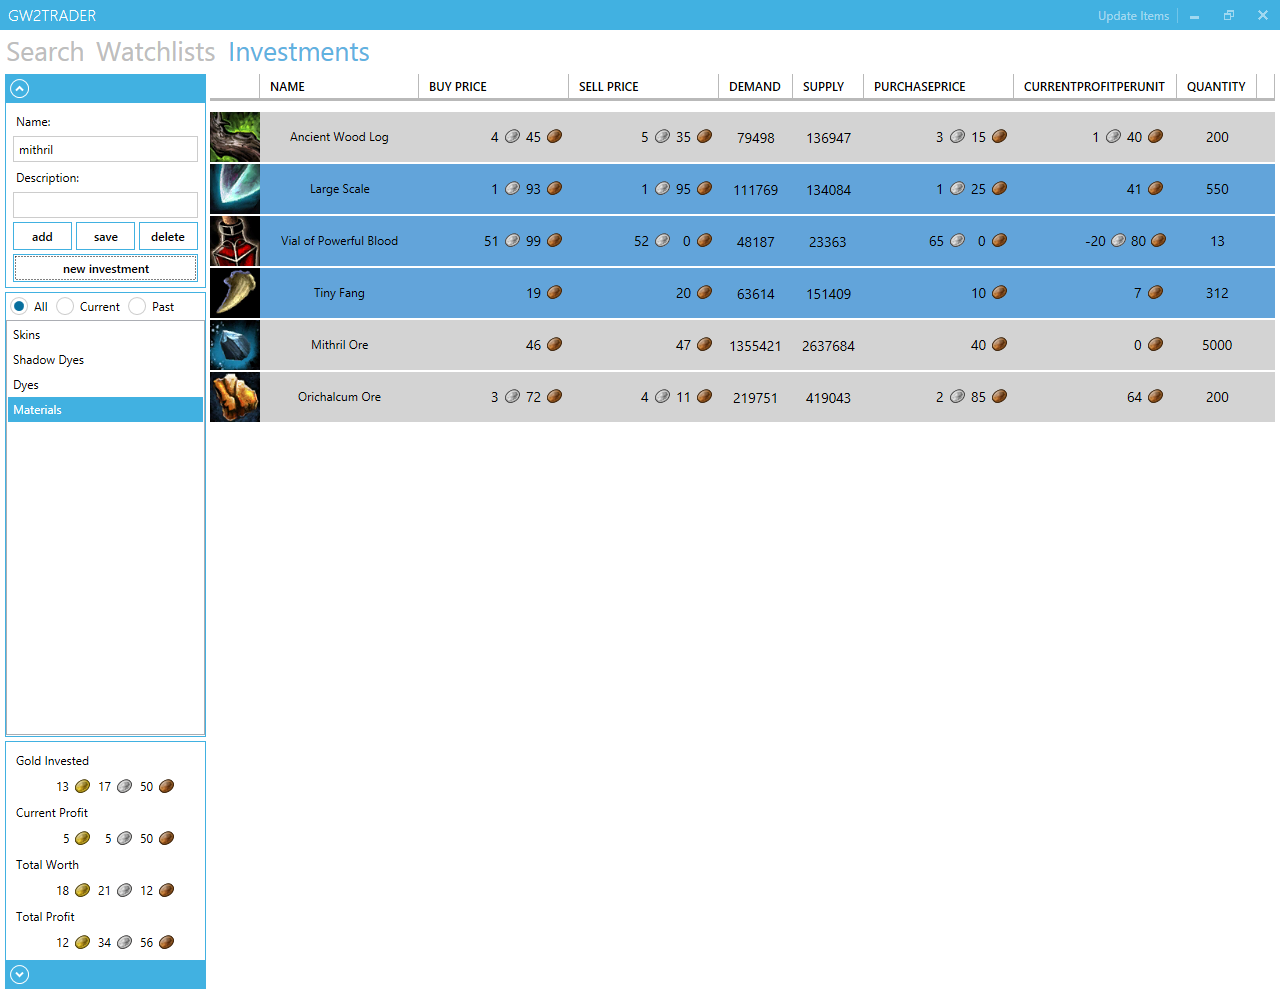 GW2TRADER
Update Items
Search Watchlists Investments
NAME BUY PRICE SELL PRICE DEMAND SUPPLY PURCHASEPRICE CURRENTPROFITPERUNIT QUANTITY
Name:
mithril
Description:
add save delete
new investment
All Current Past
Skins
Shadow Dyes
Dyes
Materials
Ancient Wood Log 4 45 5 35 79498 136947 3 15 1 40 200
Large Scale 1 93 1 95 111769 134084 1 25 41 550
Vial of Powerful Blood 51 99 52 0 48187 23363 65 0 -20 80 13
Tiny Fang 19 20 63614 151409 10 7 312
Mithril Ore 46 47 1355421 2637684 40 0 5000
Orichalcum Ore 3 72 4 11 219751 419043 2 85 64 200
Gold Invested
13 17 50
Current Profit
5 5 50
Total Worth
18 21 12
Total Profit
12 34 56